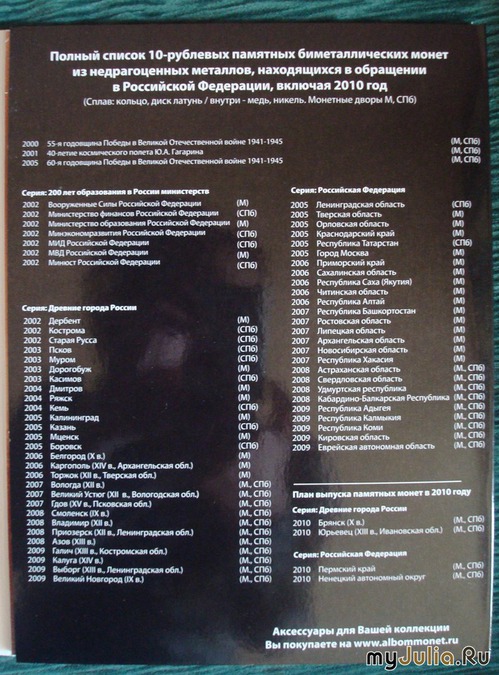 Полный список 10-рублевых памятных биметаллических монет
из недрагоценных металлов, находящихся в обращении
в Российской Федерации, включая 2010 год
(Сплав: кольцо, диск латунь / внутри - медь, никель. Монетные дворы М, СПб)
2000 55-я годовщина Победы в Великой Отечественной войне 1941-1945 (М, СПб)
2001 40-летие космического полета Ю.А. Гагарина (М, СПб)
2005 60-я годовщина Победы в Великой Отечественной войне 1941-1945 (М, СПб)
Серия: 200 лет образования в России министерств
2002 Вооруженные Силы Российской Федерации (М)
2002 Министерство финансов Российской Федерации (СПб)
2002 Министерство образования Российской Федерации (М)
2002 Минэкономразвития Российской Федерации (СПб)
2002 МИД Российской Федерации (СПб)
2002 МВД Российской Федерации (М)
2002 Минюст Российской Федерации (СПб)
Серия: Древние города России
2002 Дербент (М)
2002 Кострома (СПб)
2002 Старая Русса (СПб)
2003 Псков (СПб)
2003 Муром (СПб)
2003 Дорогобуж (М)
2003 Касимов (СПб)
2004 Дмитров (М)
2004 Ряжск (М)
2004 Кемь (СПб)
2005 Калининград (М)
2005 Казань (СПб)
2005 Мценск (М)
2005 Боровск (СПб)
2006 Белгород (X в.) (М)
2006 Каргополь (XIV в., Архангельская обл.) (М)
2006 Торжок (XII в., Тверская обл.) (М)
2007 Вологда (XII в.) (М., СПб)
2007 Великий Устюг (XII в., Вологодская обл.) (М., СПб)
2007 Гдов (XV в., Псковская обл.) (М., СПб)
2008 Смоленск (IX в.) (М., СПб)
2008 Владимир (XII в.) (М., СПб)
2008 Приозерск (XII в., Ленинградская обл.) (М., СПб)
2008 Азов (XIII в.) (М., СПб)
2009 Галич (XIII в., Костромская обл.) (М., СПб)
2009 Калуга (XIV в.) (М., СПб)
2009 Выборг (XIII в., Ленинградская обл.) (М., СПб)
2009 Великий Новгород (IX в.) (М., СПб)
Серия: Российская Федерация
2005 Ленинградская область (СПб)
2005 Тверская область (М)
2005 Орловская область (М)
2005 Краснодарский край (М)
2005 Республика Татарстан (СПб)
2005 Город Москва (М)
2006 Приморский край (М)
2006 Сахалинская область (М)
2006 Республика Саха (Якутия) (М)
2006 Читинская область (М)
2006 Республика Алтай (М)
2007 Республика Башкортостан (М)
2007 Ростовская область (М)
2007 Липецкая область (М)
2007 Архангельская область (М)
2007 Новосибирская область (М)
2007 Республика Хакасия (М)
2008 Астраханская область (М., СПб)
2008 Свердловская область (М., СПб)
2008 Удмуртская республика (М., СПб)
2008 Кабардино-Балкарская Республика (М., СПб)
2009 Республика Адыгея (М., СПб)
2009 Республика Калмыкия (М., СПб)
2009 Республика Коми (М., СПб)
2009 Кировская область (М., СПб)
2009 Еврейская автономная область (М., СПб)
План выпуска памятных монет в 2010 году
Серия: Древние города России
2010 Брянск (X в.) (М., СПб)
2010 Юрьевец (XIII в., Ивановская обл.) (М., СПб)
Серия: Российская Федерация
2010 Пермский край (М., СПб)
2010 Ненецкий автономный округ (М., СПб)
Аксессуары для Вашей коллекции
Вы покупаете на www.albommonet.ru
myJulia.Ru